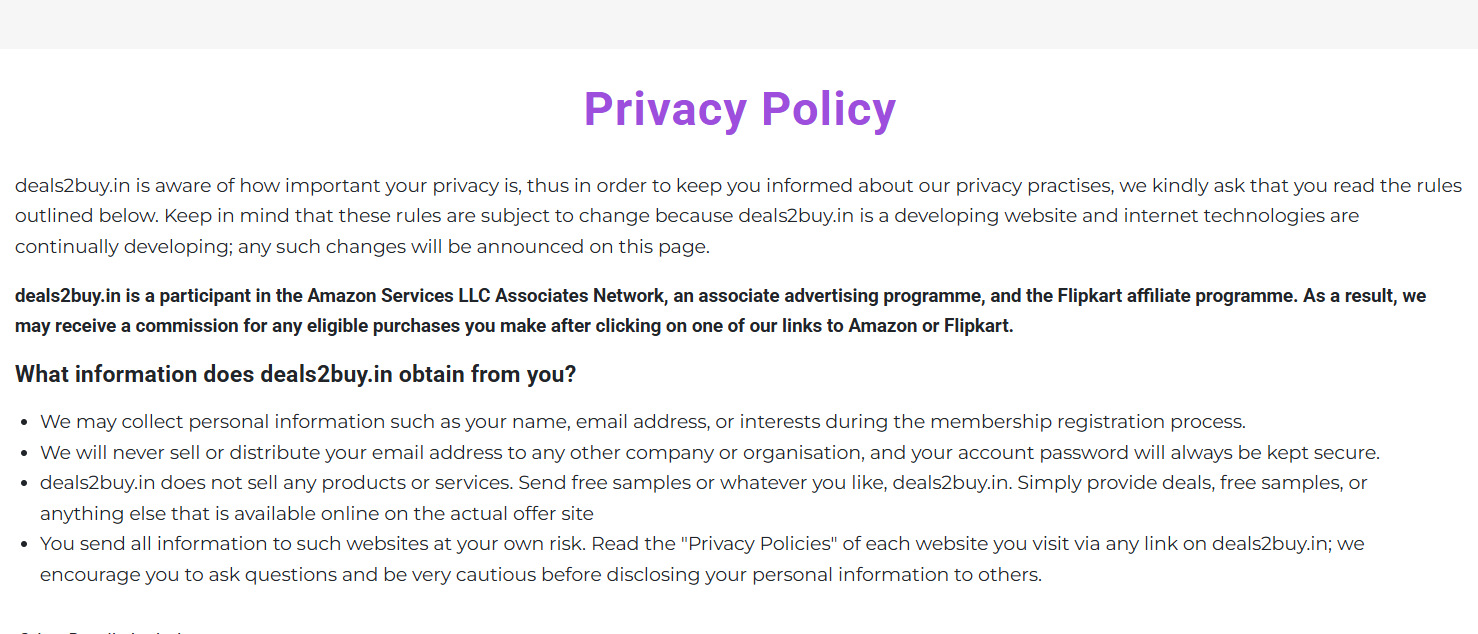 Privacy Policy
deals2buy.in is aware of how important your privacy is, thus in order to keep you informed about our privacy practises, we kindly ask that you read the rules
outlined below. Keep in mind that these rules are subject to change because deals2buy.in is a developing website and internet technologies are
continually developing; any such changes will be announced on this page.
deals2buy.in is a participant in the Amazon Services LLC Associates Network, an associate advertising programme, and the Flipkart affiliate programme. As a result, we
may receive a commission for any eligible purchases you make after clicking on one of our links to Amazon or Flipkart.
What information does deals2buy.in obtain from you?
• We may collect personal information such as your name, email address, or interests during the membership registration process.
• We will never sell or distribute your email address to any other company or organisation, and your account password will always be kept secure.
• deals2buy.in does not sell any products or services. Send free samples or whatever you like, deals2buy.in. Simply provide deals, free samples, or
anything else that is available online on the actual offer site
• You send all information to such websites at your own risk. Read the "Privacy Policies" of each website you visit via any link on deals2buy.in; we
encourage you to ask questions and be very cautious before disclosing your personal information to others.